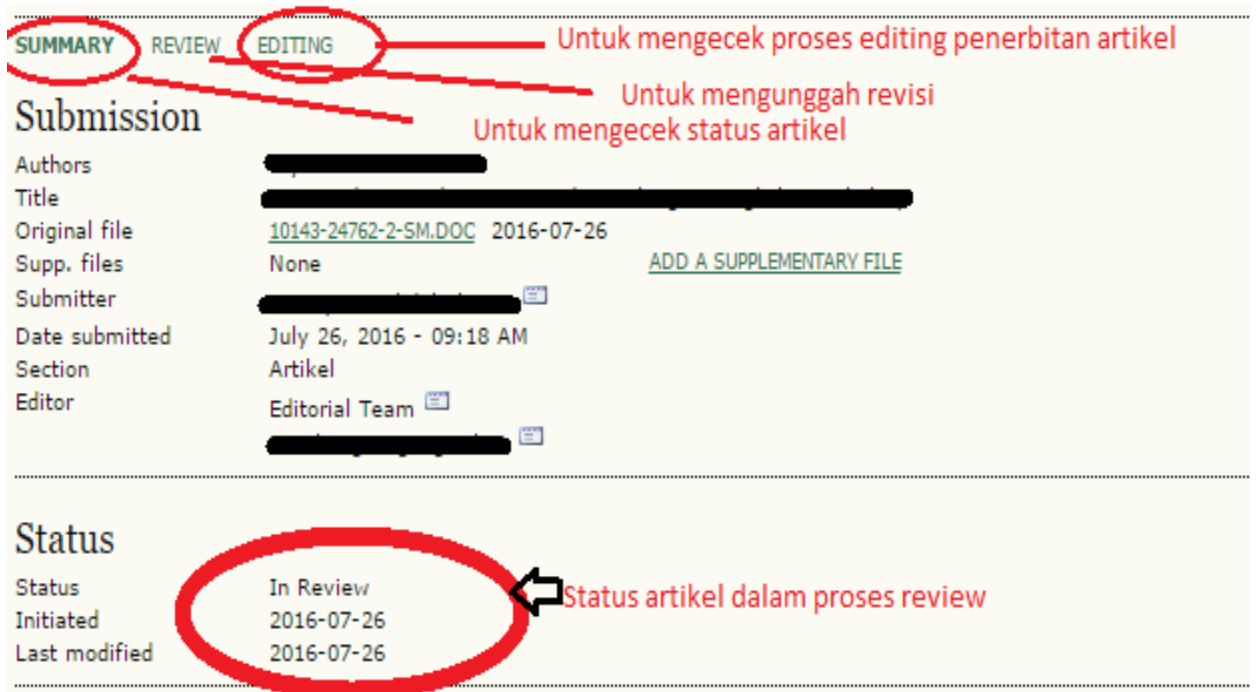 SUMMARY REVIEW EDITING Untuk mengecek proses editing penerbitan artikel
Untuk mengunggah revisi
Submission
Untuk mengecek status artikel
Authors
Title
Original file 10143-24762-2-SM.DOC 2016-07-26
Supp. files None ADD A SUPPLEMENTARY FILE
Submitter
Date submitted July 26, 2016 - 09:18 AM
Section Artikel
Editor Editorial Team
Status
Status In Review
Status artikel dalam proses review
Initiated 2016-07-26
Last modified 2016-07-26